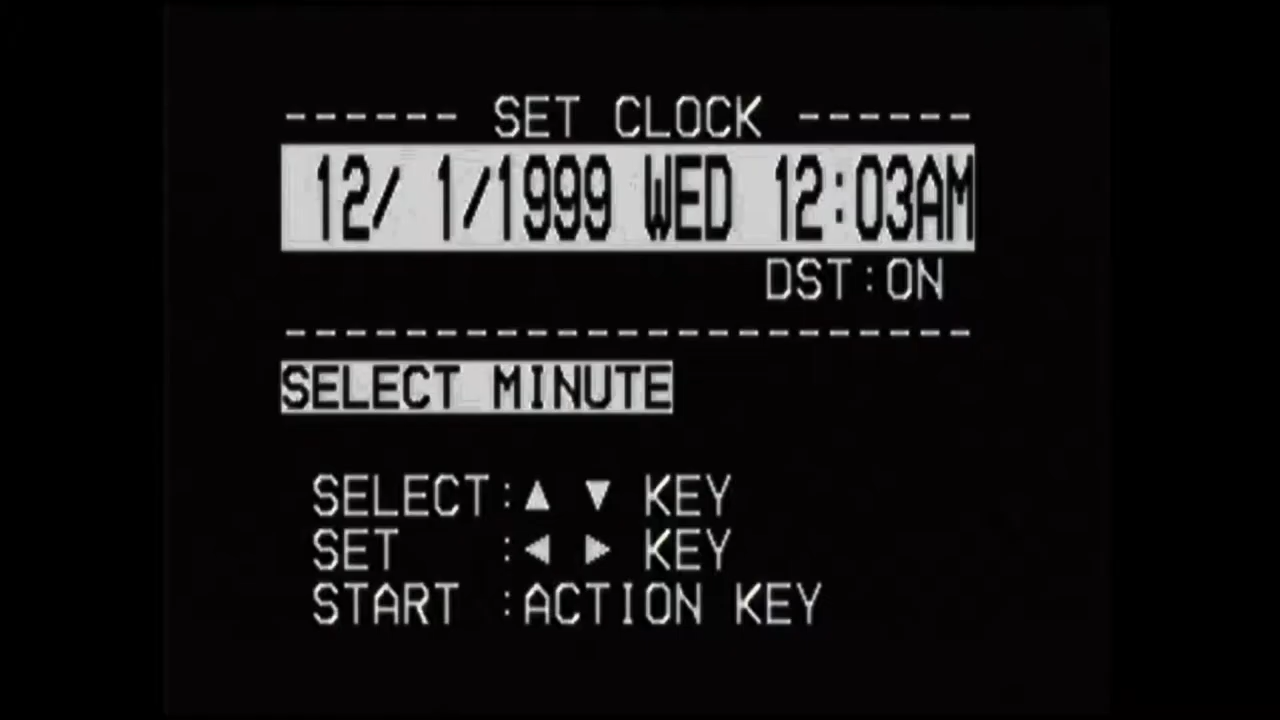 ------ SET CLOCK ------
12/ 1/1999 WED 12:03AM
DST:ON
-----------------------
SELECT MINUTE
SELECT:▲ ▼ KEY
SET :◀ ▶ KEY
START :ACTION KEY